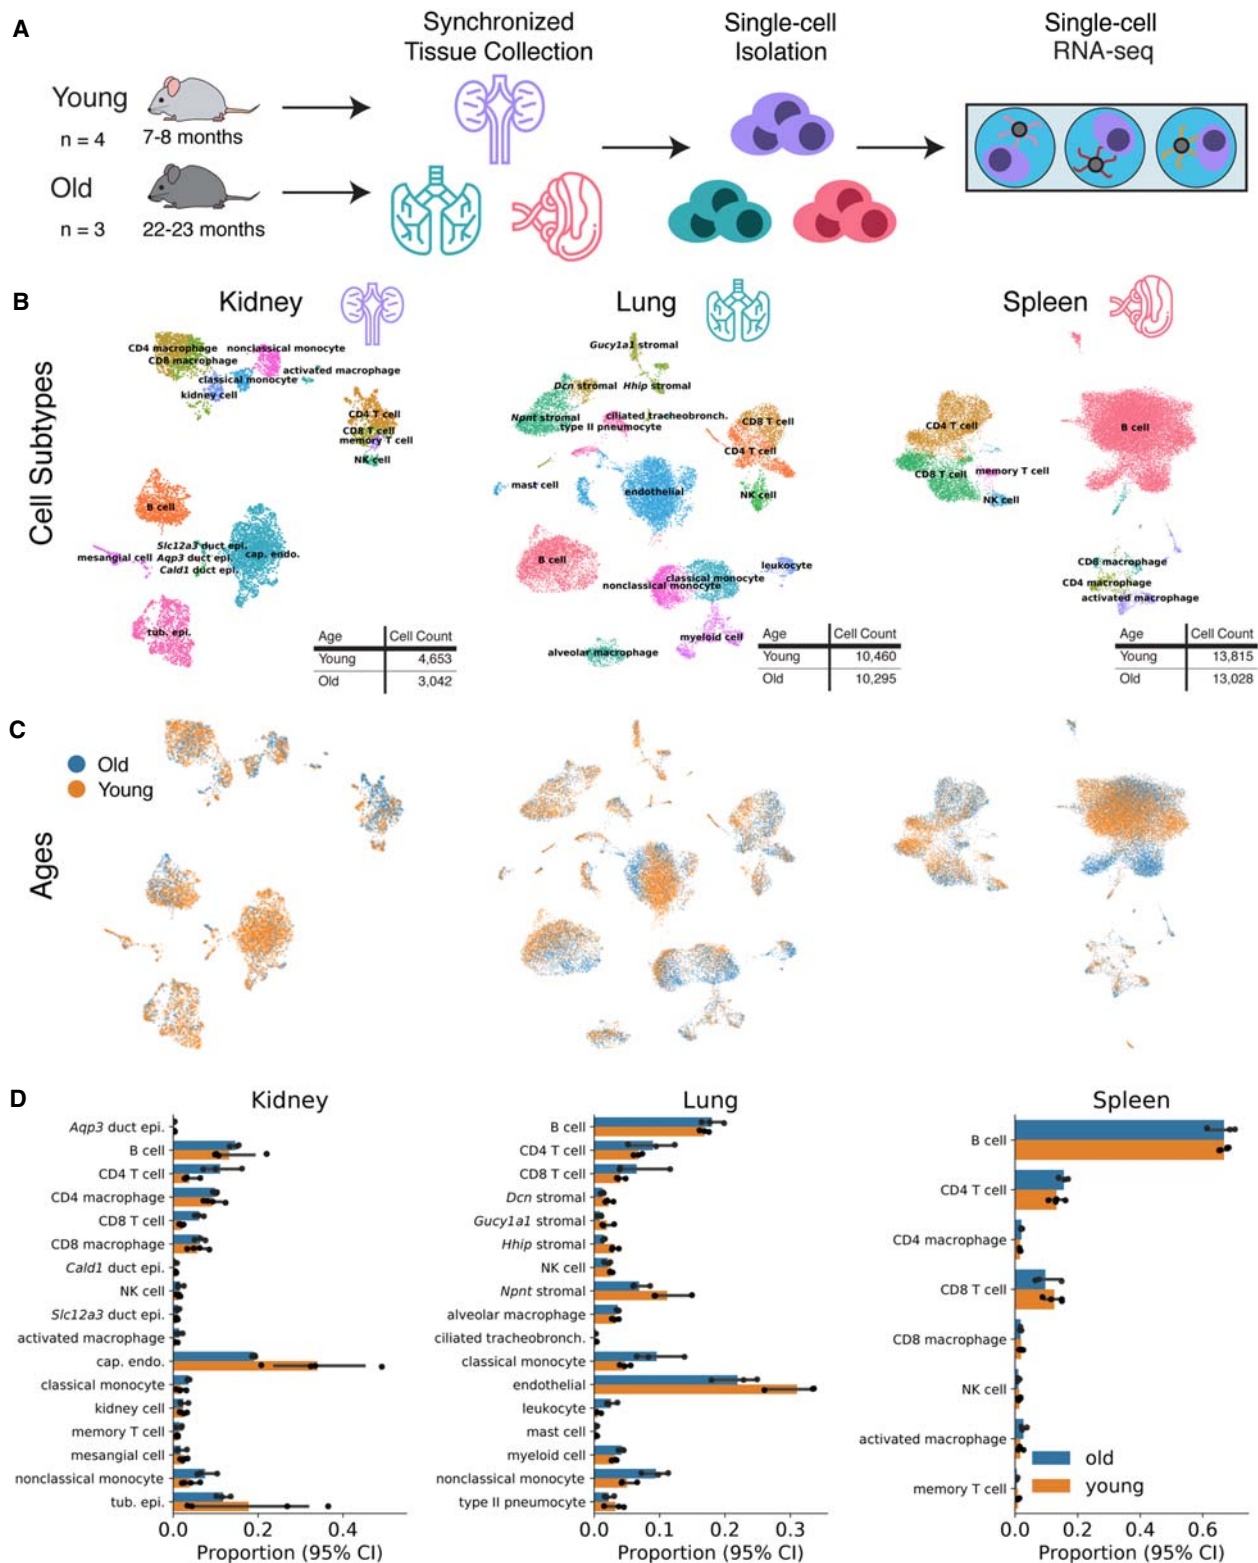 A
Synchronized
Tissue Collection
Single-cell
Isolation
Single-cell
RNA-seq
Young
n = 4
7-8 months
Old
n = 3
22-23 months
B
Cell Subtypes
Kidney
CD4 macrophage
nonclassical monocyte
CD8 macrophage
activated macrophage
classical monocyte
kidney cell
CD4 T cell
CD8 T cell
memory T cell
NK cell
B cell
Slc12a3 duct epi.
mesangial cell
Aqp3 duct epi.
cap. endo.
Cald1 duct epi.
tub. epi.
Age Cell Count
Young 4,653
Old 3,042
Lung
Gucy1a1 stromal
Dcn stromal
Hhip stromal
Npnt stromal
ciliated tracheobronch.
type II pneumocyte
CD8 T cell
CD4 T cell
mast cell
endothelial
NK cell
B cell
classical monocyte
leukocyte
nonclassical monocyte
myeloid cell
alveolar macrophage
Age Cell Count
Young 10,460
Old 10,295
Spleen
CD4 T cell
B cell
CD8 T cell
memory T cell
NK cell
CD8 macrophage
CD4 macrophage
activated macrophage
Age Cell Count
Young 13,815
Old 13,028
C
Ages
Old
Young
D
Kidney
Aqp3 duct epi.
B cell
CD4 T cell
CD4 macrophage
CD8 T cell
CD8 macrophage
Cald1 duct epi.
NK cell
Slc12a3 duct epi.
activated macrophage
cap. endo.
classical monocyte
kidney cell
memory T cell
mesangial cell
nonclassical monocyte
tub. epi.
0.0 0.2 0.4
Proportion (95% CI)
Lung
B cell
CD4 T cell
CD8 T cell
Dcn stromal
Gucy1a1 stromal
Hhip stromal
NK cell
Npnt stromal
alveolar macrophage
ciliated tracheobronch.
classical monocyte
endothelial
leukocyte
mast cell
myeloid cell
nonclassical monocyte
type II pneumocyte
0.0 0.1 0.2 0.3
Proportion (95% CI)
Spleen
B cell
CD4 T cell
CD4 macrophage
CD8 T cell
CD8 macrophage
NK cell
activated macrophage
memory T cell
old
young
0.0 0.2 0.4 0.6
Proportion (95% CI)